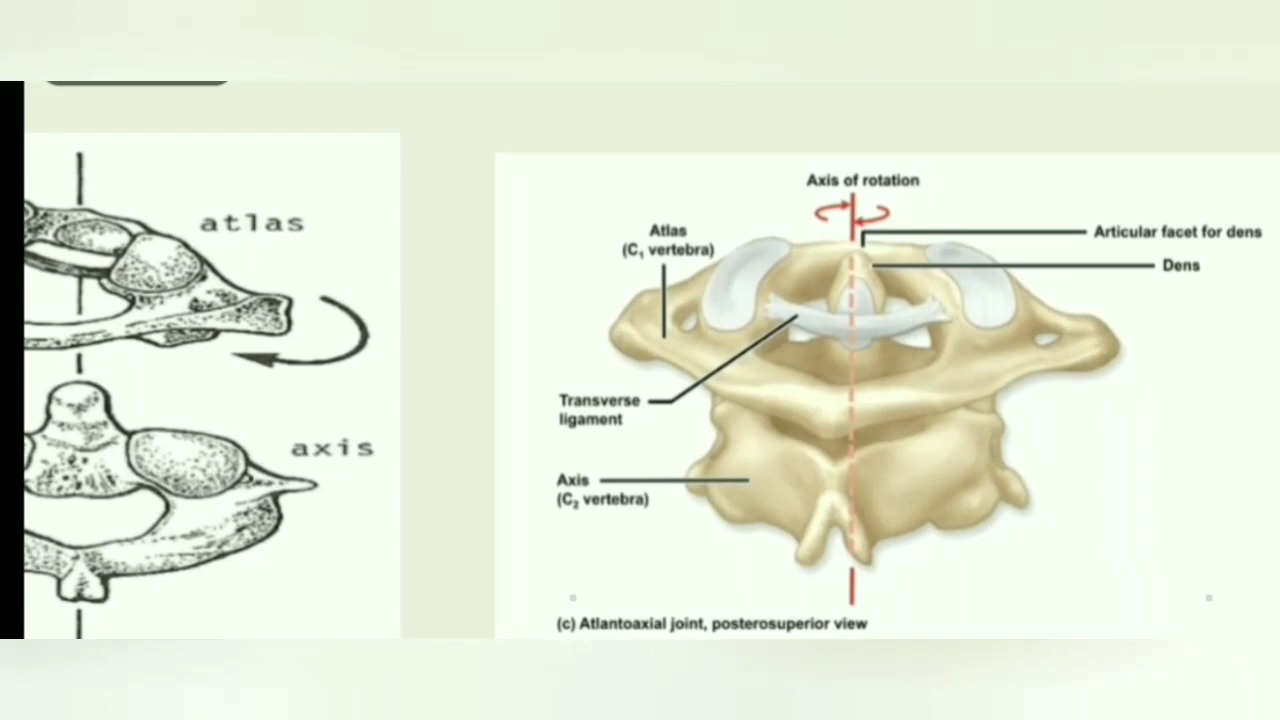 atlas
axis
Axis of rotation
Atlas
(C1 vertebra)
Articular facet for dens
Dens
Transverse
ligament
Axis
(C2 vertebra)
(c) Atlantoaxial joint, posterosuperior view